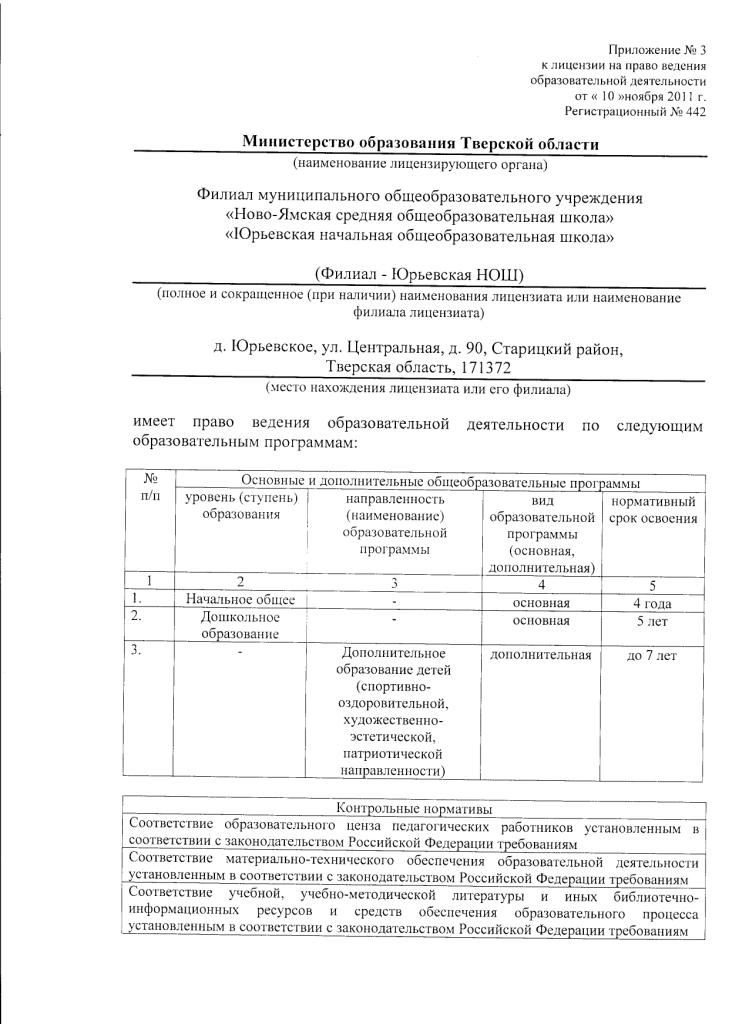 Приложение № 3
к лицензии на право ведения
образовательной деятельности
от « 10 »ноября 2011 г.
Регистрационный № 442
Министерство образования Тверской области
(наименование лицензирующего органа)
Филиал муниципального общеобразовательного учреждения
«Ново-Ямская средняя общеобразовательная школа»
«Юрьевская начальная общеобразовательная школа»
(Филиал - Юрьевская НОШ)
(полное и сокращенное (при наличии) наименования лицензиата или наименование
филиала лицензиата)
д. Юрьевское, ул. Центральная, д. 90, Старицкий район,
Тверская область, 171372
(место нахождения лицензиата или его филиала)
имеет право ведения образовательной деятельности по следующим
образовательным программам:
№
п/п
Основные и дополнительные общеобразовательные программы
уровень (ступень)
образования
направленность
(наименование)
образовательной
программы
вид
образовательной
программы
(основная,
дополнительная)
нормативный
срок освоения
1 2 3 4 5
1. Начальное общее - основная 4 года
2. Дошкольное
образование
- основная 5 лет
3. - Дополнительное
образование детей
(спортивно-
оздоровительной,
художественно-
эстетической,
патриотической
направленности)
дополнительная до 7 лет
Контрольные нормативы
Соответствие образовательного ценза педагогических работников установленным в
соответствии с законодательством Российской Федерации требованиям
Соответствие материально-технического обеспечения образовательной деятельности
установленным в соответствии с законодательством Российской Федерации требованиям
Соответствие учебной, учебно-методической литературы и иных библиотечно-
информационных ресурсов и средств обеспечения образовательного процесса
установленным в соответствии с законодательством Российской Федерации требованиям